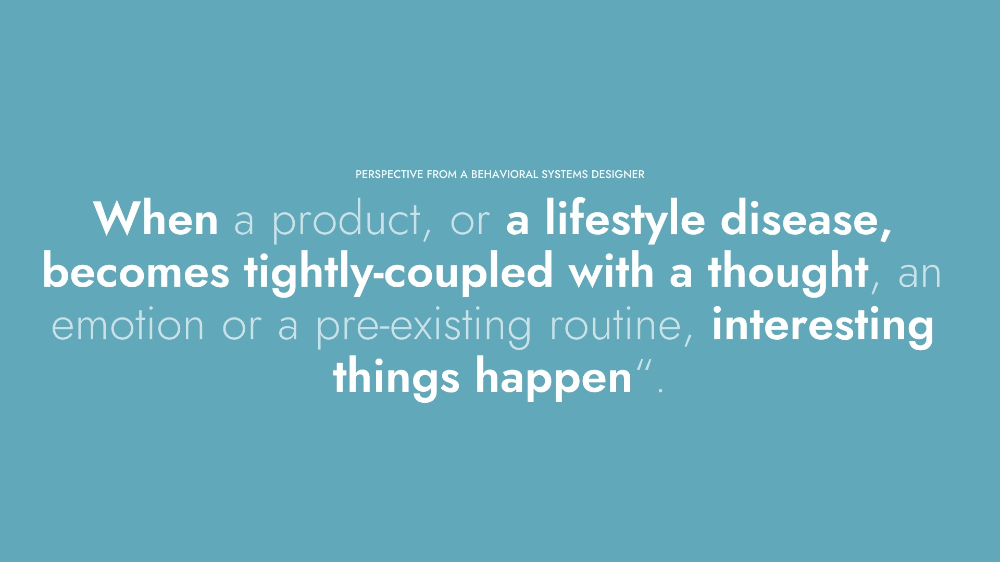 PERSPECTIVE FROM A BEHAVIORAL SYSTEMS DESIGNER
When a product, or a lifestyle disease,
becomes tightly-coupled with a thought, an
emotion or a pre-existing routine, interesting
things happen“.